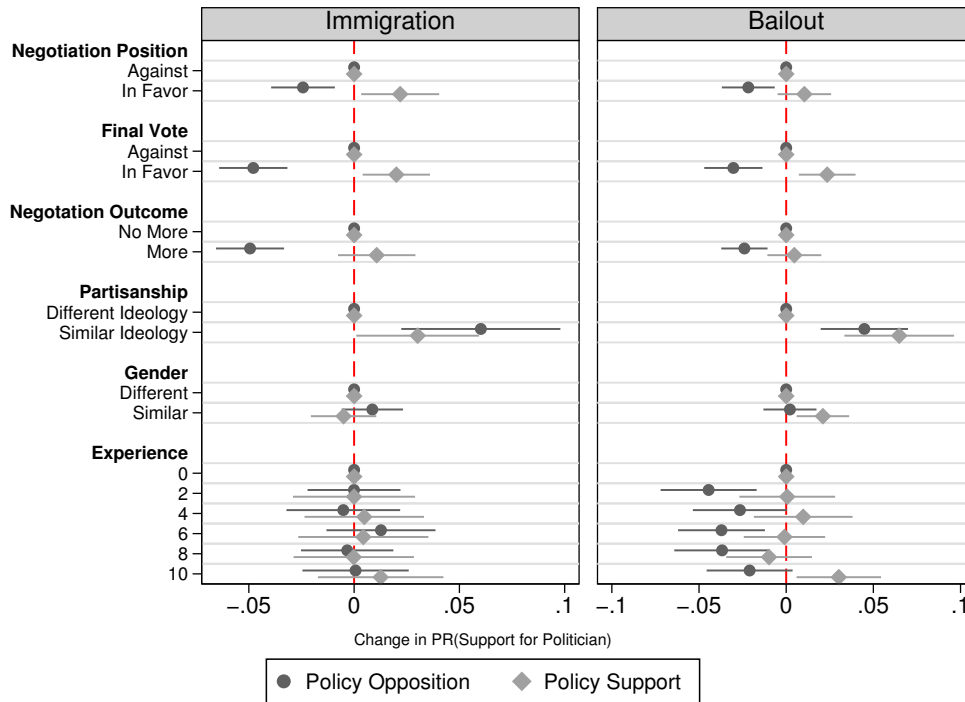 Immigration
Bailout
Negotiation Position
Against
In Favor
Final Vote
Against
In Favor
Negotation Outcome
No More
More
Partisanship
Different Ideology
Similar Ideology
Gender
Different
Similar
Experience
0
2
4
6
8
10
−.05 0 .05 .1
−.1 −.05 0 .05 .1
Change in PR(Support for Politician)
Policy Opposition Policy Support